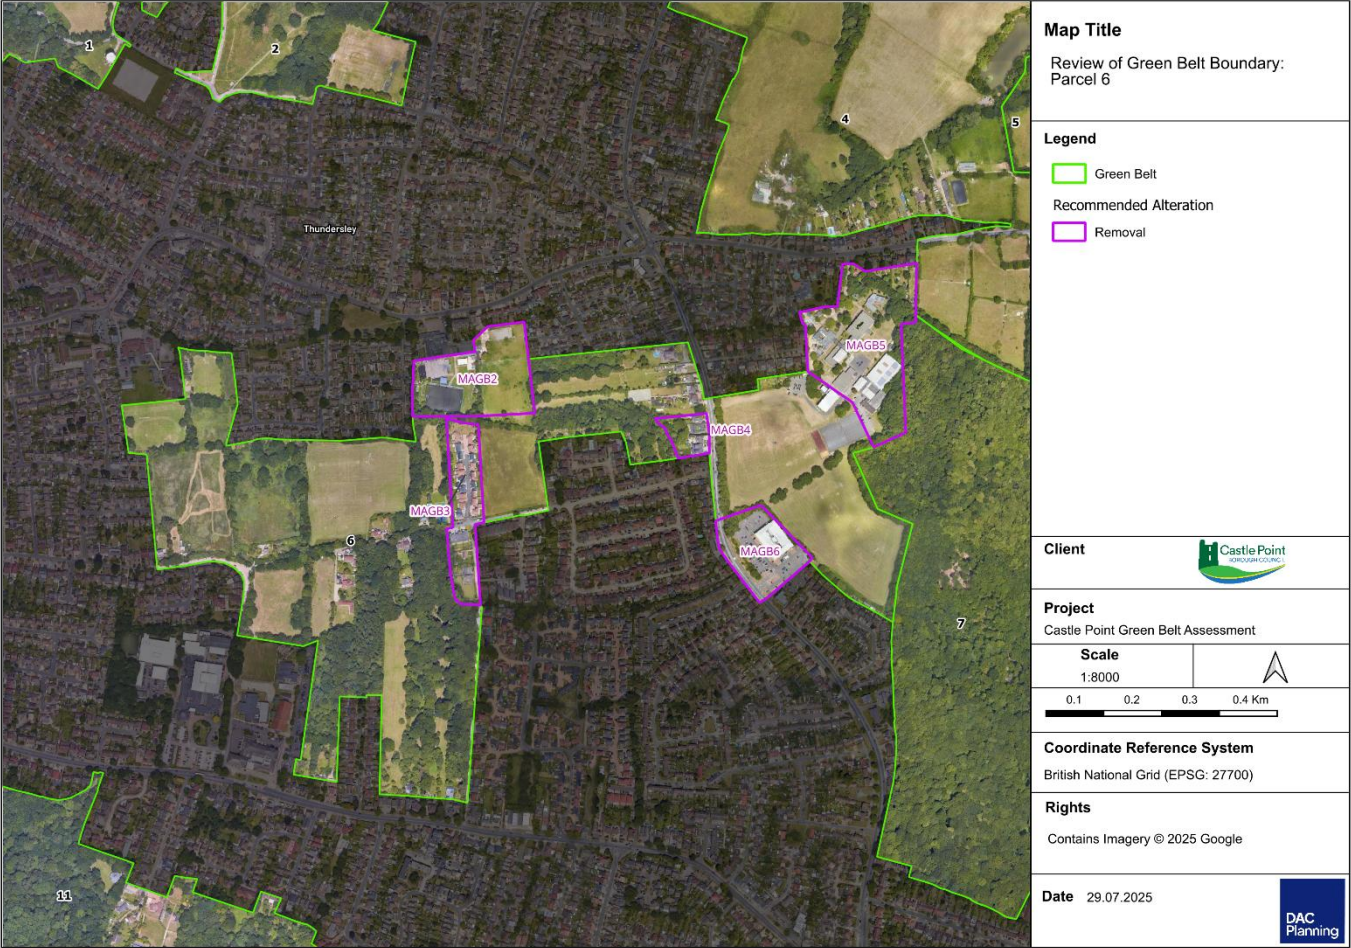 1
2
4
5
Thundersley
MAGB5
MAGB2
MAGB4
MAGB3
6
MAGB6
7
11
Map Title
Review of Green Belt Boundary:
Parcel 6
Legend
Green Belt
Recommended Alteration
Removal
Client
Castle Point
BOROUGH COUNCIL
Project
Castle Point Green Belt Assessment
Scale
1:8000
0.1 0.2 0.3 0.4 Km
Coordinate Reference System
British National Grid (EPSG: 27700)
Rights
Contains Imagery © 2025 Google
Date 29.07.2025
DAC
Planning